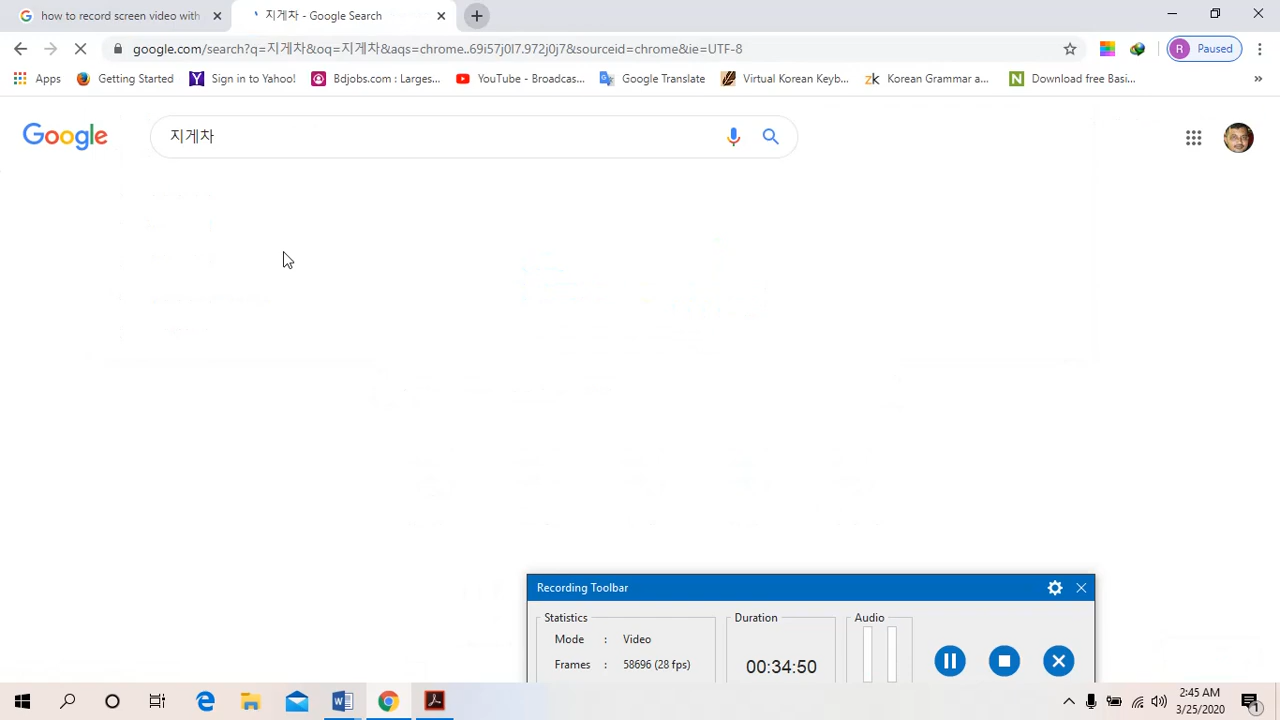 how to record screen video with
지게차 - Google Search
google.com/search?q=지게차&oq=지게차&aqs=chrome..69i57j0l7.972j0j7&sourceid=chrome&ie=UTF-8
R Paused
Apps Getting Started Sign in to Yahoo! Bdjobs.com : Larges... YouTube - Broadcas... Google Translate Virtual Korean Keyb... zk Korean Grammar a... N Download free Basi... »
Google 지게차
Recording Toolbar
Statistics Duration Audio
Mode : Video
Frames : 58696 (28 fps) 00:34:50
2:45 AM
3/25/2020
1